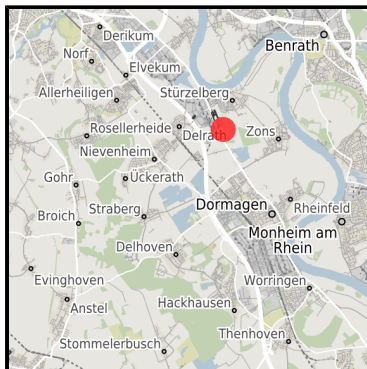 Derikum
Benrath
Norf
Elvekum
Allerheiligen
Stürzelberg
Rosellerheide
Delrath
Zons
Nievenheim
Gohr
Ückerath
Straberg
Dormagen
Rheinfeld
Broich
Monheim am
Rhein
Delhoven
Evinghoven
Worringen
Anstel
Hackhausen
Thenhoven
Stommelerbusch